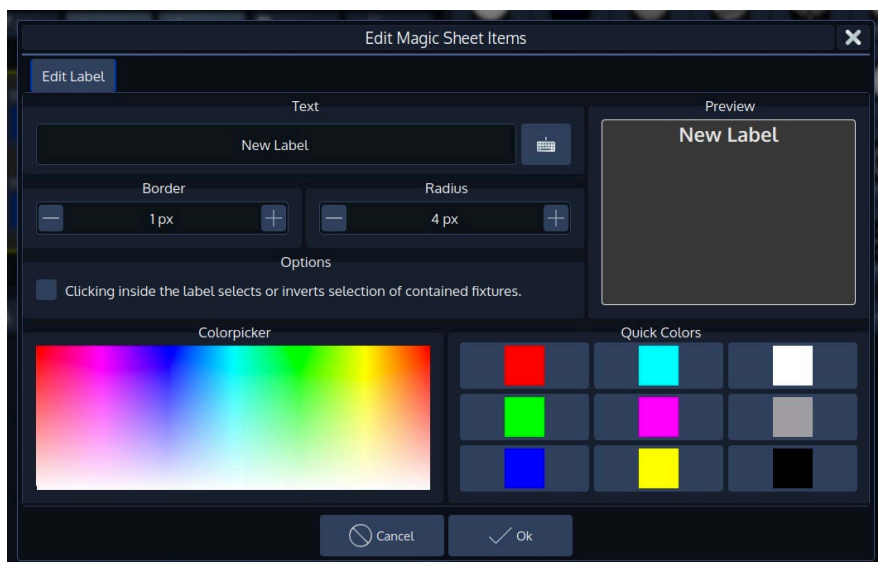 Edit Magic Sheet Items
Edit Label
Text
New Label
Preview
New Label
Border
1 px
Radius
4 px
Options
Clicking inside the label selects or inverts selection of contained fixtures.
Colorpicker
Quick Colors
Cancel
Ok